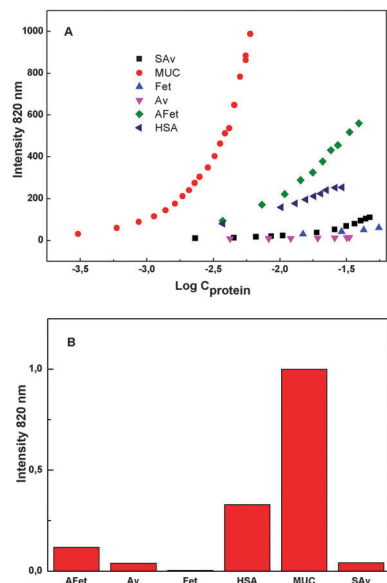 A
SAv
MUC
Fet
Av
AFet
HSA
1000
800
600
400
200
0
Intensity 820 nm
-3,5 -3,0 -2,5 -2,0 -1,5
Log Cprotein
B
1,0
0,5
0,0
Intensity 820 nm
AFet Av Fet HSA MUC SAv